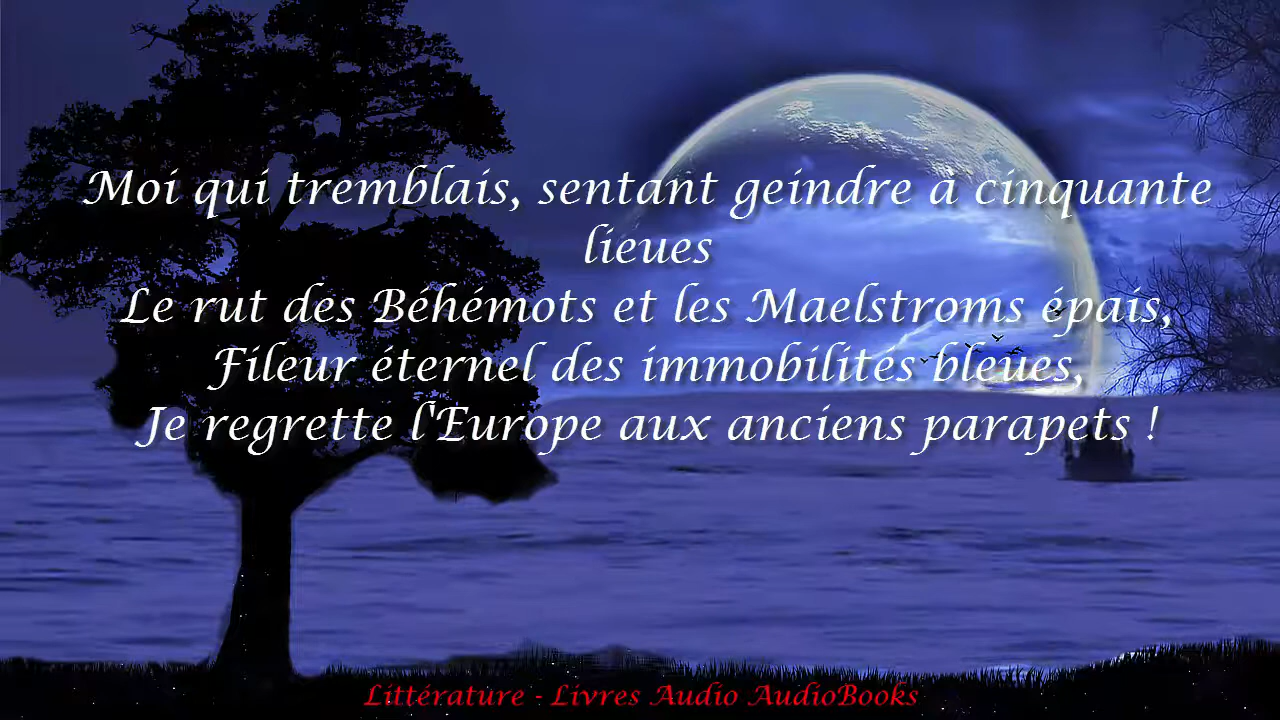 Moi qui tremblais, sentant geindre à cinquante
lieues
Le rut des Béhémots et les Maelstroms épais,
Fileur éternel des immobilités bleues,
Je regrette l'Europe aux anciens parapets !
Littérature - Livres Audio AudioBooks